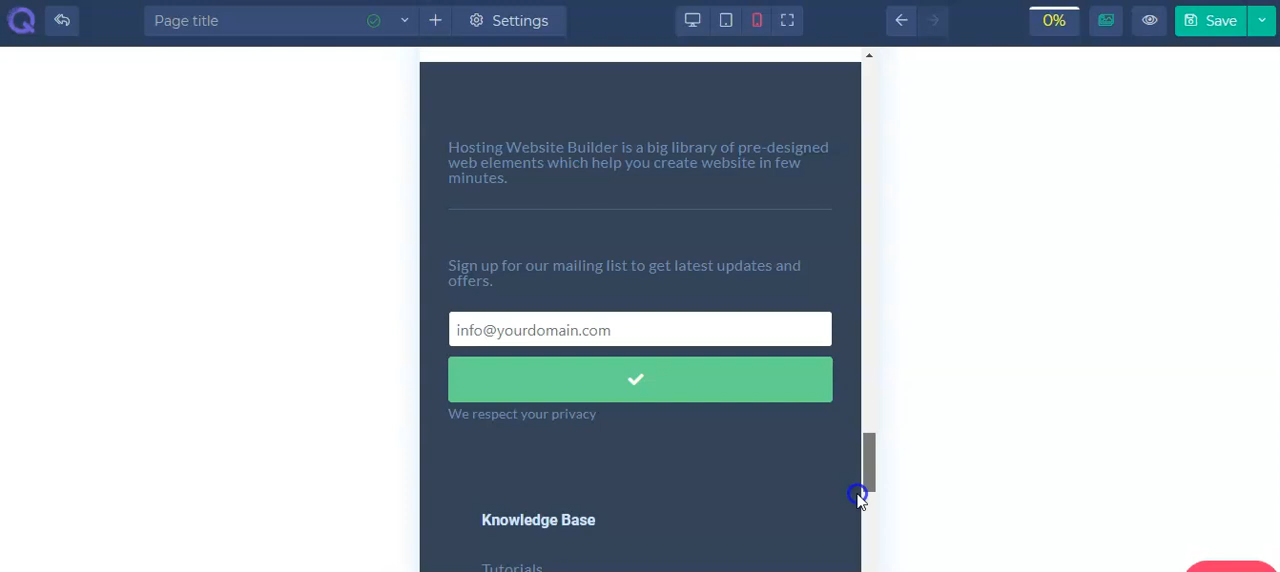 Page title
Settings
0%
Save
Hosting Website Builder is a big library of pre-designed
web elements which help you create website in few
minutes.
Sign up for our mailing list to get latest updates and
offers.
info@yourdomain.com
We respect your privacy
Knowledge Base
Tutorials